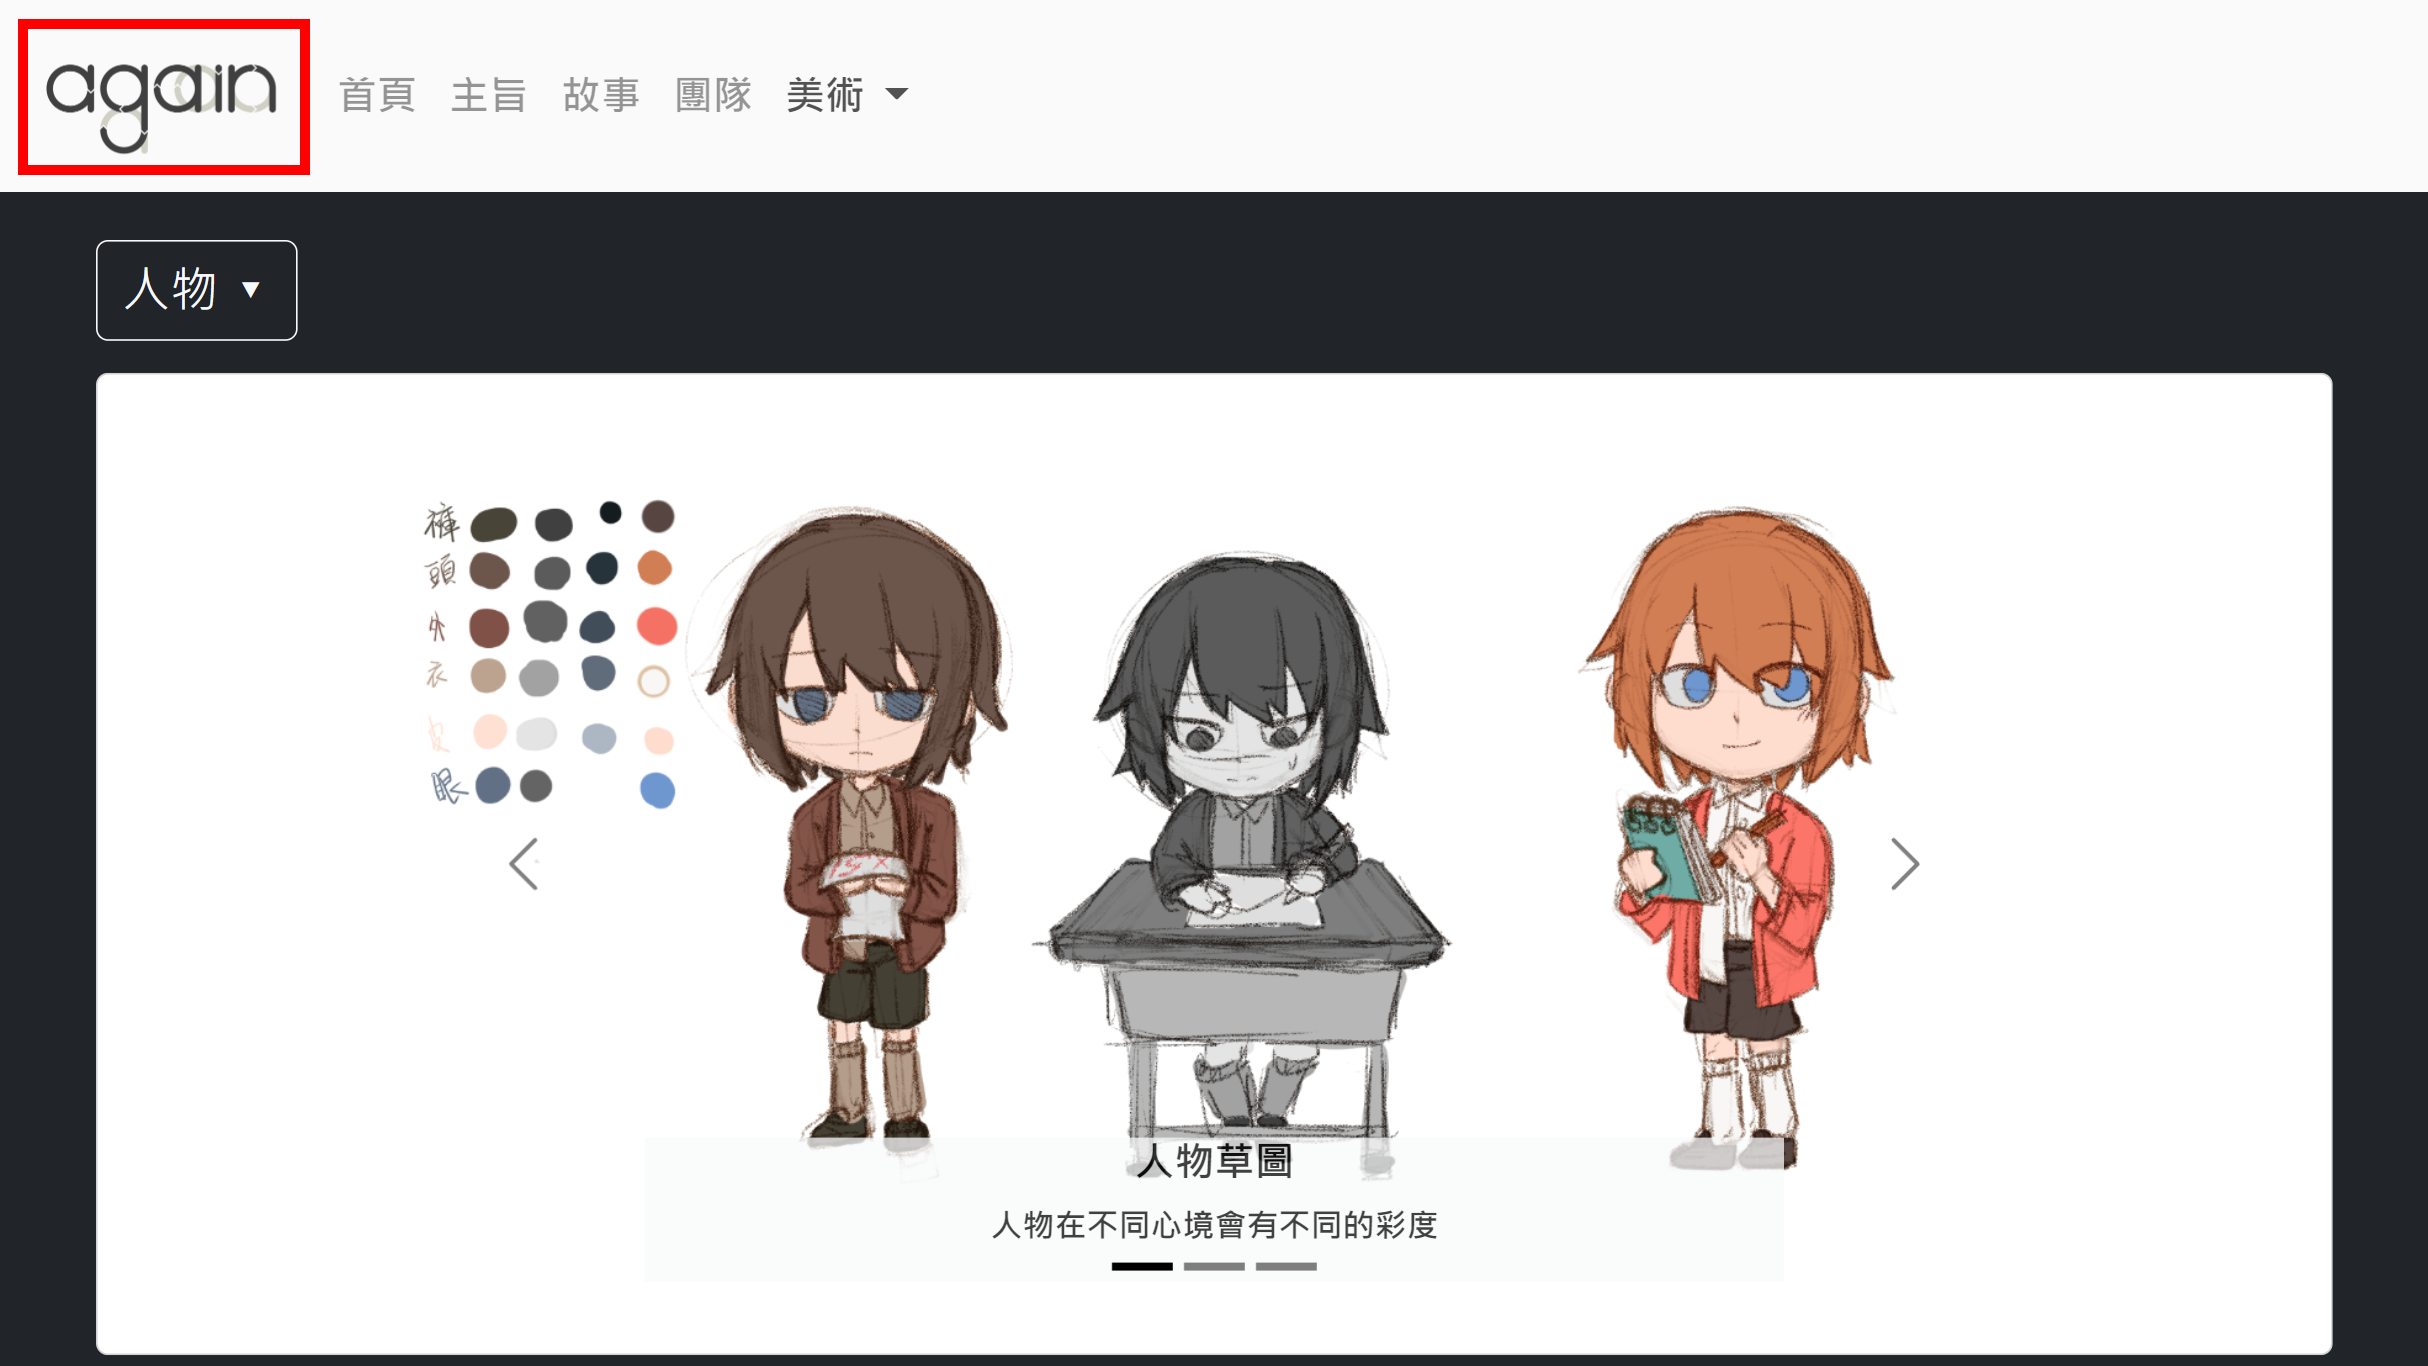 again
首頁 主旨 故事 團隊 美術
人物
褲
頭
外
衣
皮
眼
人物草圖
人物在不同心境會有不同的彩度